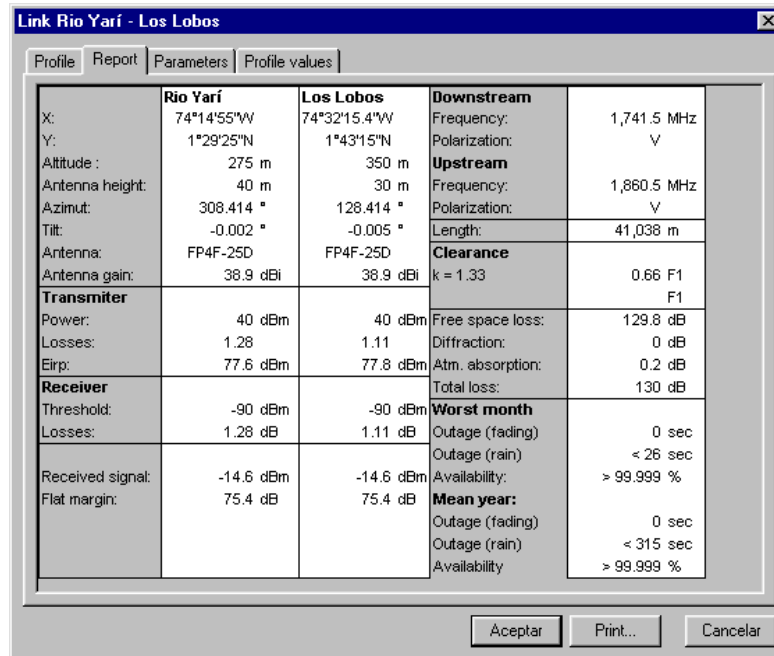 Link Rio Yarí - Los Lobos
Profile Report Parameters Profile values
Rio Yarí Los Lobos Downstream
X: 74°14'55"W 74°32'15.4"W Frequency: 1,741.5 MHz
Y: 1°29'25"N 1°43'15"N Polarization: V
Altitude : 275 m 350 m Upstream
Antenna height: 40 m 30 m Frequency: 1,860.5 MHz
Azimut: 308.414 ° 128.414 ° Polarization: V
Tilt: -0.002 ° -0.005 ° Length: 41,038 m
Antenna: FP4F-25D FP4F-25D Clearance
Antenna gain: 38.9 dBi 38.9 dBi k = 1.33 0.66 F1
Transmiter F1
Power: 40 dBm 40 dBm Free space loss: 129.8 dB
Losses: 1.28 1.11 Diffraction: 0 dB
Eirp: 77.6 dBm 77.8 dBm Atm. absorption: 0.2 dB
Receiver Total loss: 130 dB
Threshold: -90 dBm -90 dBm Worst month
Losses: 1.28 dB 1.11 dB Outage (fading) 0 sec
Outage (rain) < 26 sec
Received signal: -14.6 dBm -14.6 dBm Availability: > 99.999 %
Flat margin: 75.4 dB 75.4 dB Mean year:
Outage (fading) 0 sec
Outage (rain) < 315 sec
Availability > 99.999 %
Aceptar Print... Cancelar